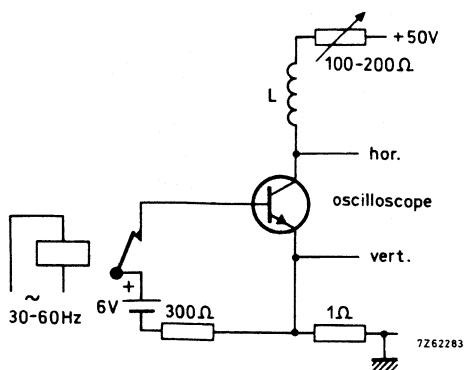 +50V
100-200Ω
L
hor.
oscilloscope
vert.
+
~
30-60Hz
6V
300Ω
1Ω
7Z62283